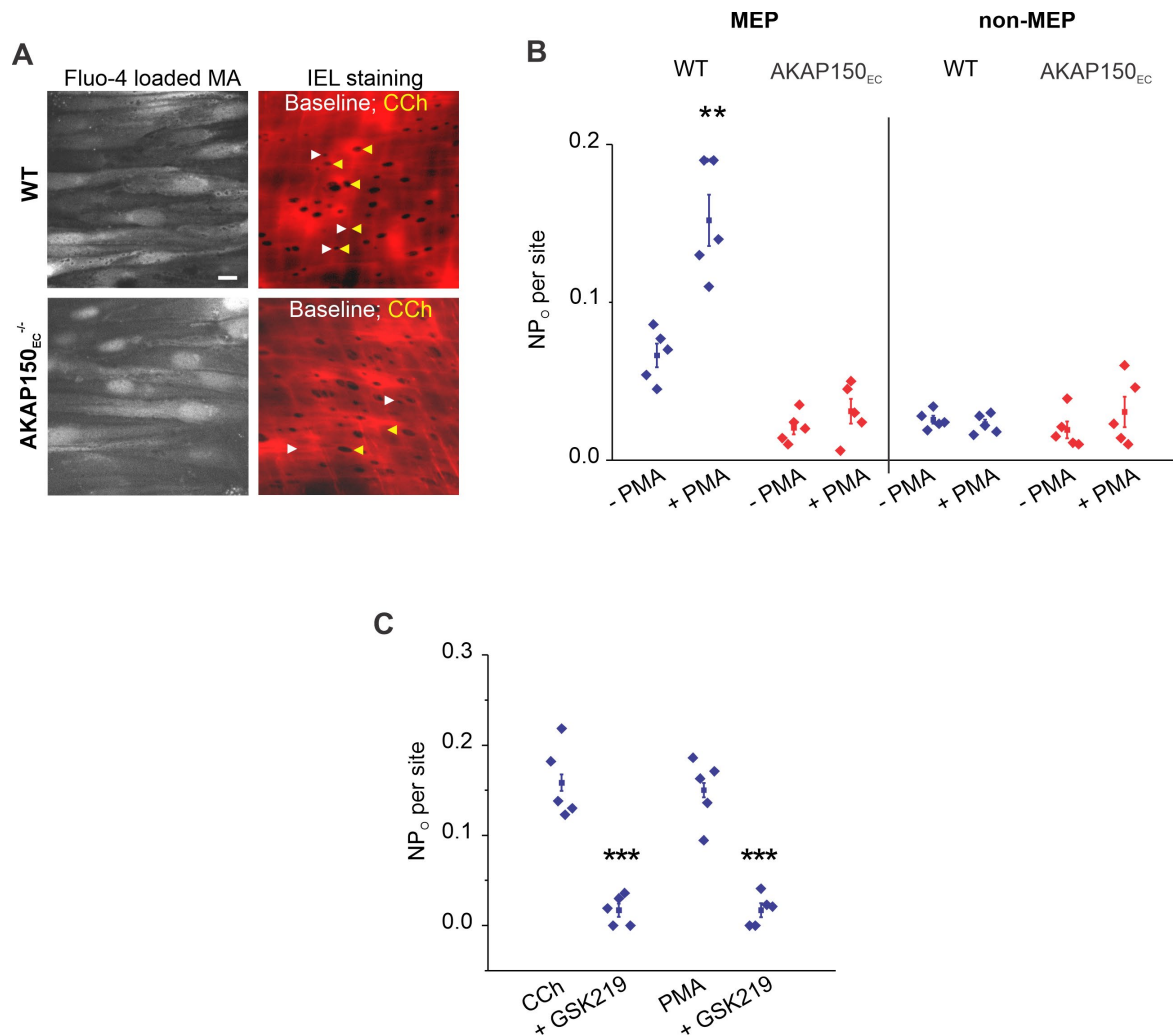 A
Fluo-4 loaded MA
IEL staining
WT
Baseline; CCh
AKAP150EC-/-
Baseline; CCh
B
MEP
non-MEP
WT
AKAP150EC
WT
AKAP150EC
**
0.2
0.1
0.0
NPO per site
- PMA
+ PMA
- PMA
+ PMA
- PMA
+ PMA
- PMA
+ PMA
C
0.3
0.2
0.1
0.0
NPO per site
***
***
CCh
+ GSK219
PMA
+ GSK219